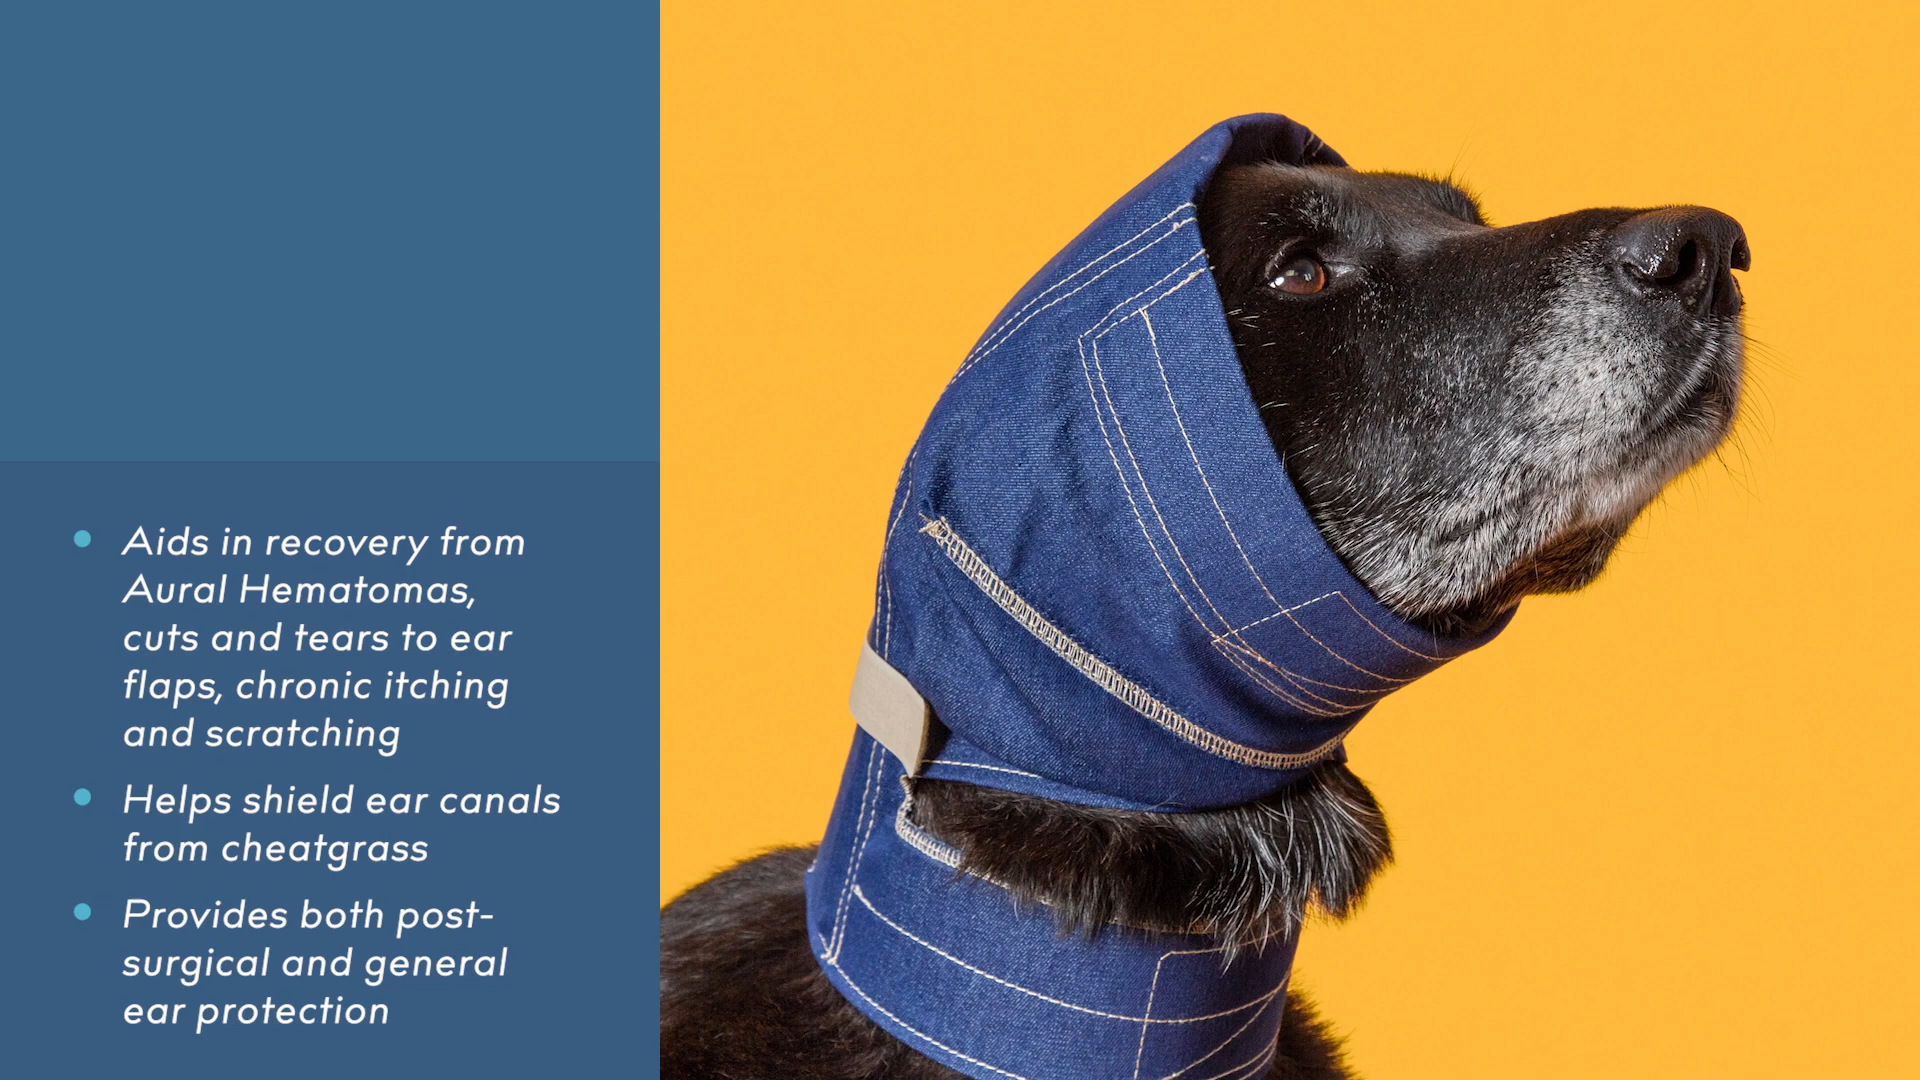 Aids in recovery from
Aural Hematomas,
cuts and tears to ear
flaps, chronic itching
and scratching
Helps shield ear canals
from cheatgrass
Provides both post-
surgical and general
ear protection